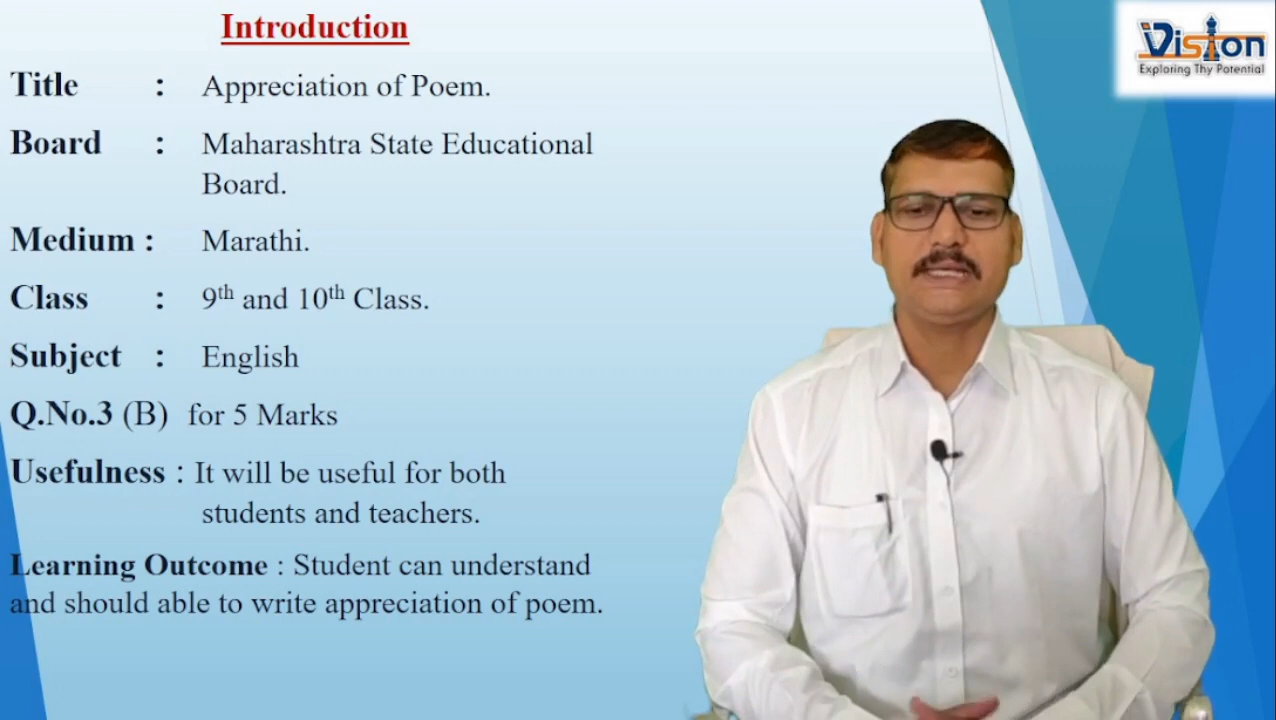 Introduction
Title : Appreciation of Poem.
Board : Maharashtra State Educational
Board.
Medium : Marathi.
Class : 9th and 10th Class.
Subject : English
Q.No.3 (B) for 5 Marks
Usefulness : It will be useful for both
students and teachers.
Learning Outcome : Student can understand
and should able to write appreciation of poem.
Vision
Exploring Thy Potential